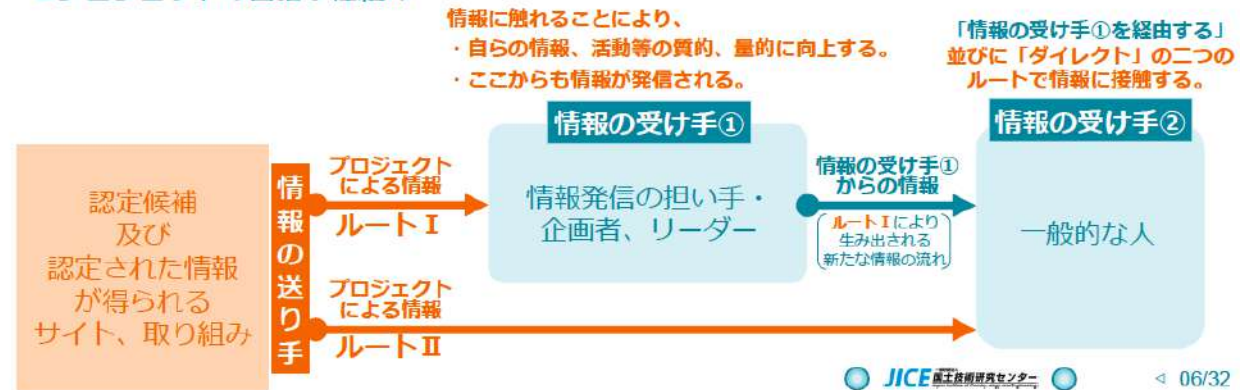 情報に触れることにより、
・自らの情報、活動等の質的、量的に向上する。
・ここからも情報が発信される。
「情報の受け手①を経由する」
並びに「ダイレクト」の二つの
ルートで情報に接触する。
情報の受け手①
情報の受け手②
認定候補
及び
認定された情報
が得られる
サイト、取り組み
情報の送り手
プロジェクト
による情報
ルートⅠ
情報発信の担い手・
企画者、リーダー
情報の受け手①
からの情報
ルートⅠにより
生み出される
新たな情報の流れ
一般的な人
プロジェクト
による情報
ルートⅡ
JICE 国土技術研究センター
◁ 06/32